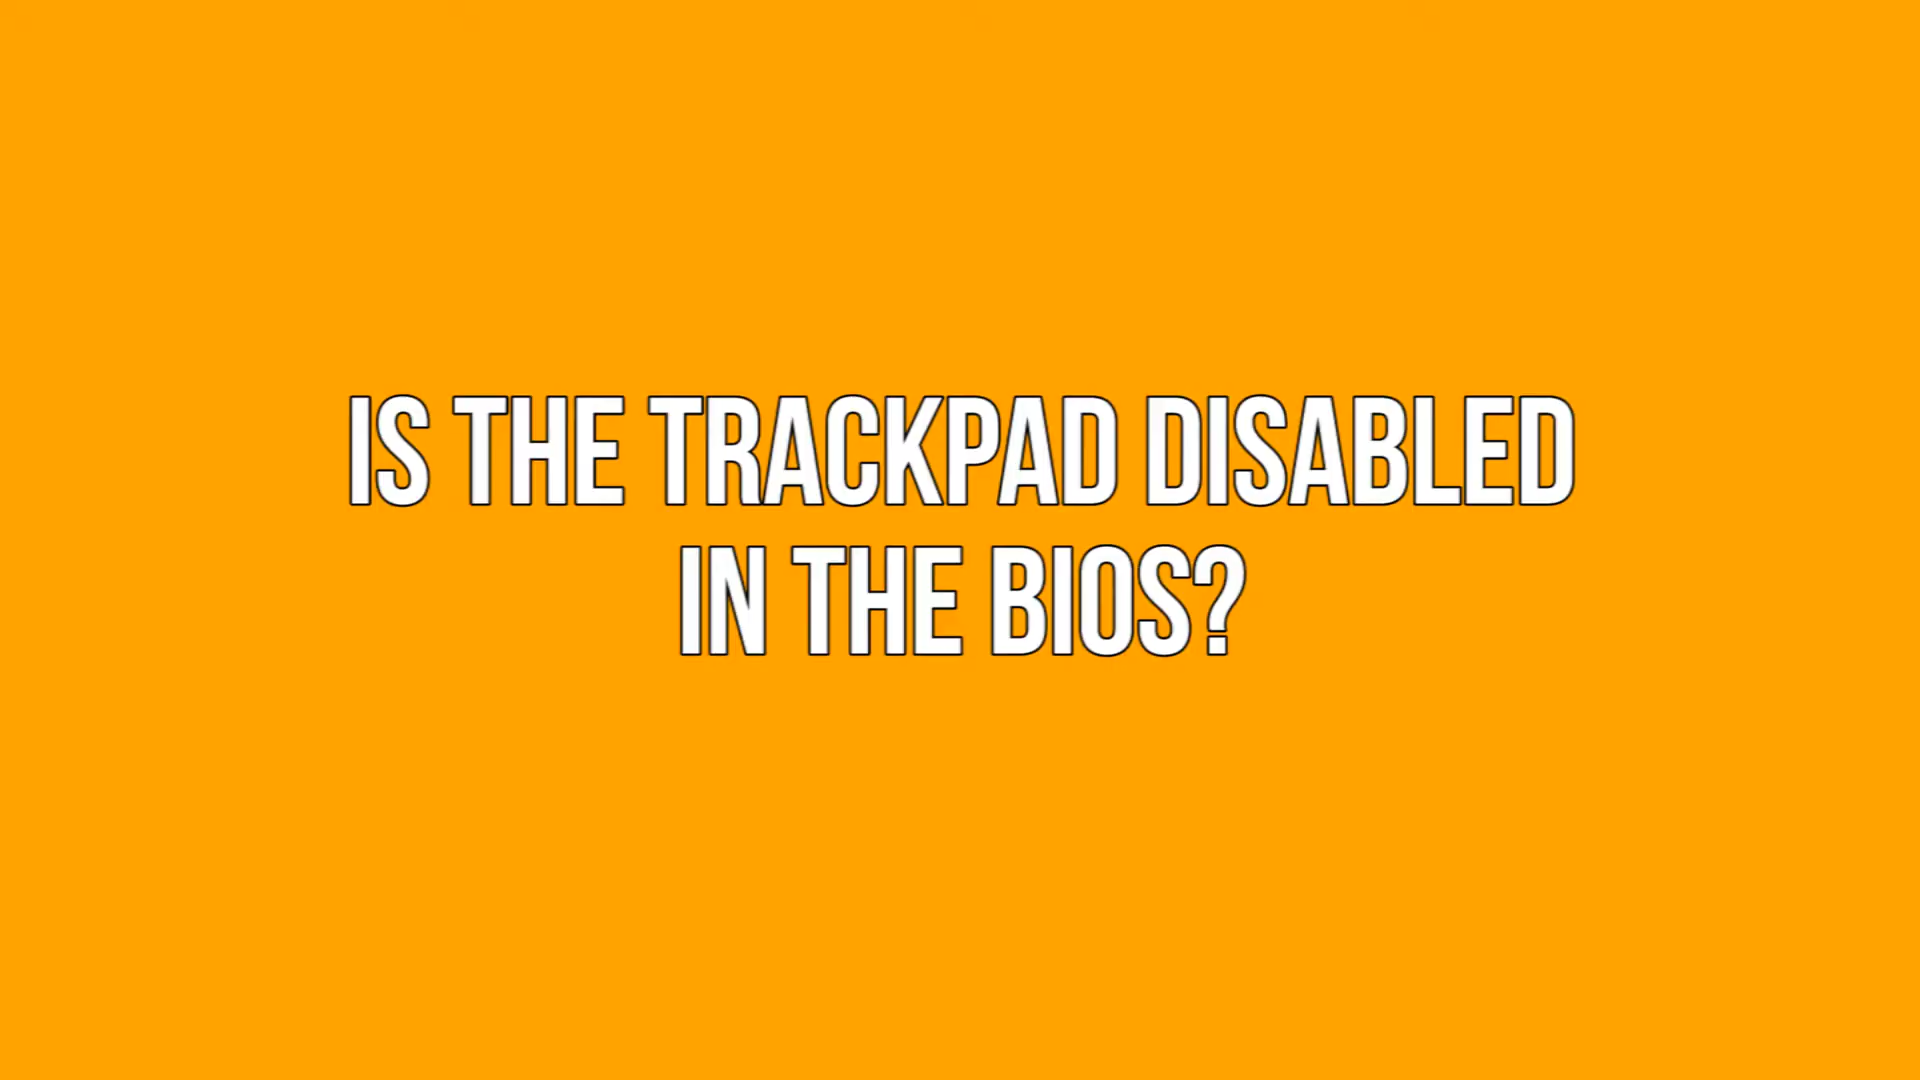 IS THE TRACKPAD DISABLED
IN THE BIOS?